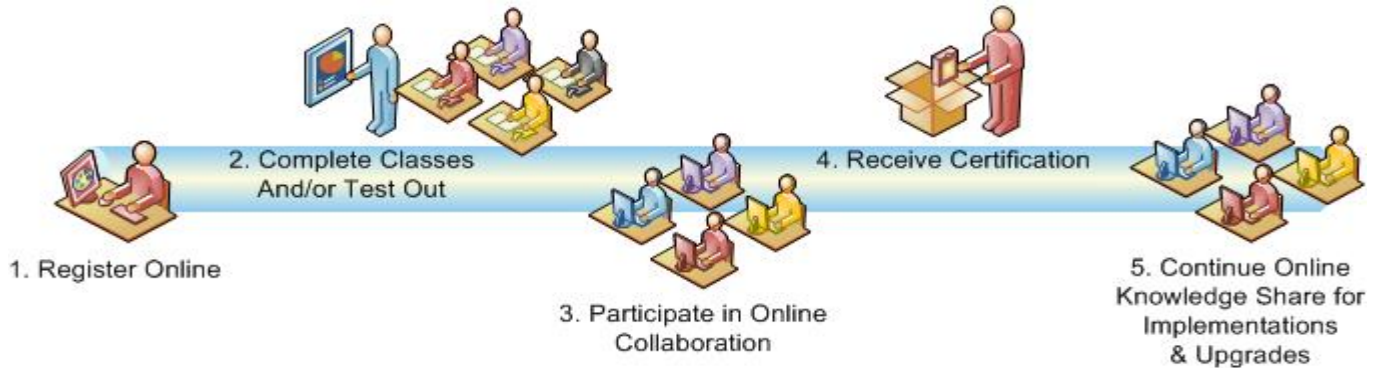 1. Register Online
2. Complete Classes
And/or Test Out
3. Participate in Online
Collaboration
4. Receive Certification
5. Continue Online
Knowledge Share for
Implementations
& Upgrades